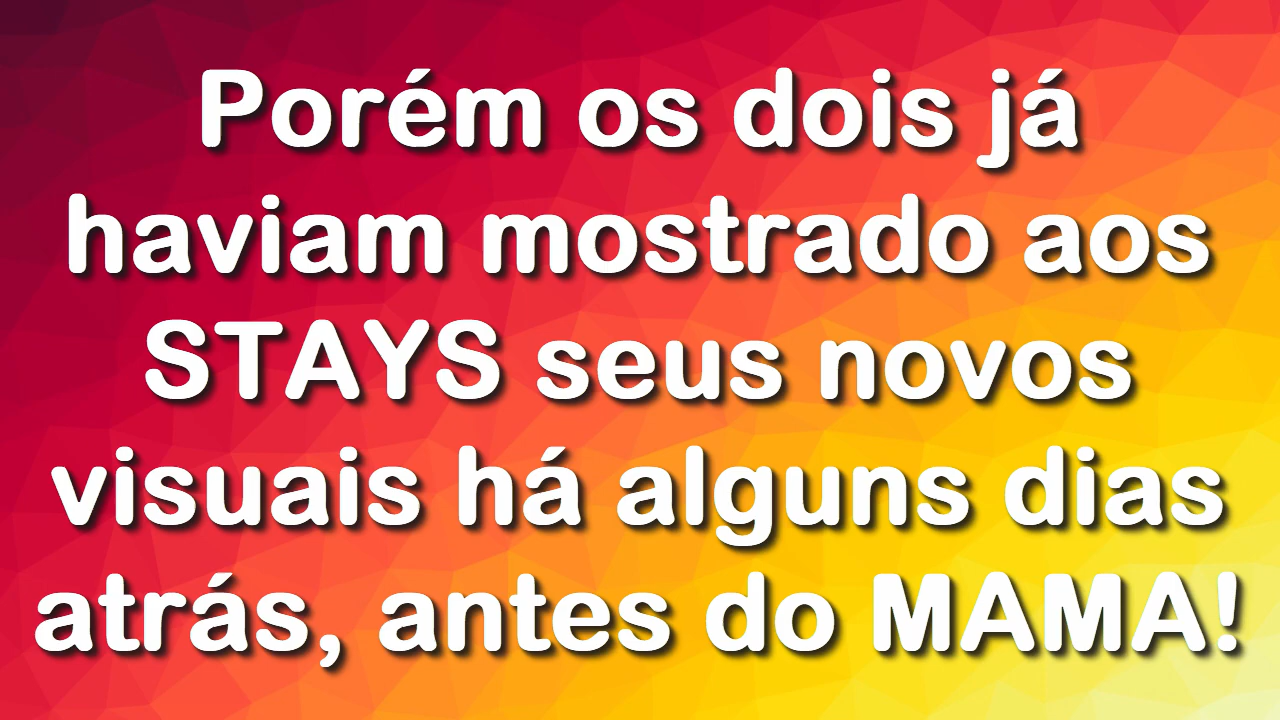 Porém os dois já
haviam mostrado aos
STAYS seus novos
visuais há alguns dias
atrás, antes do MAMA!